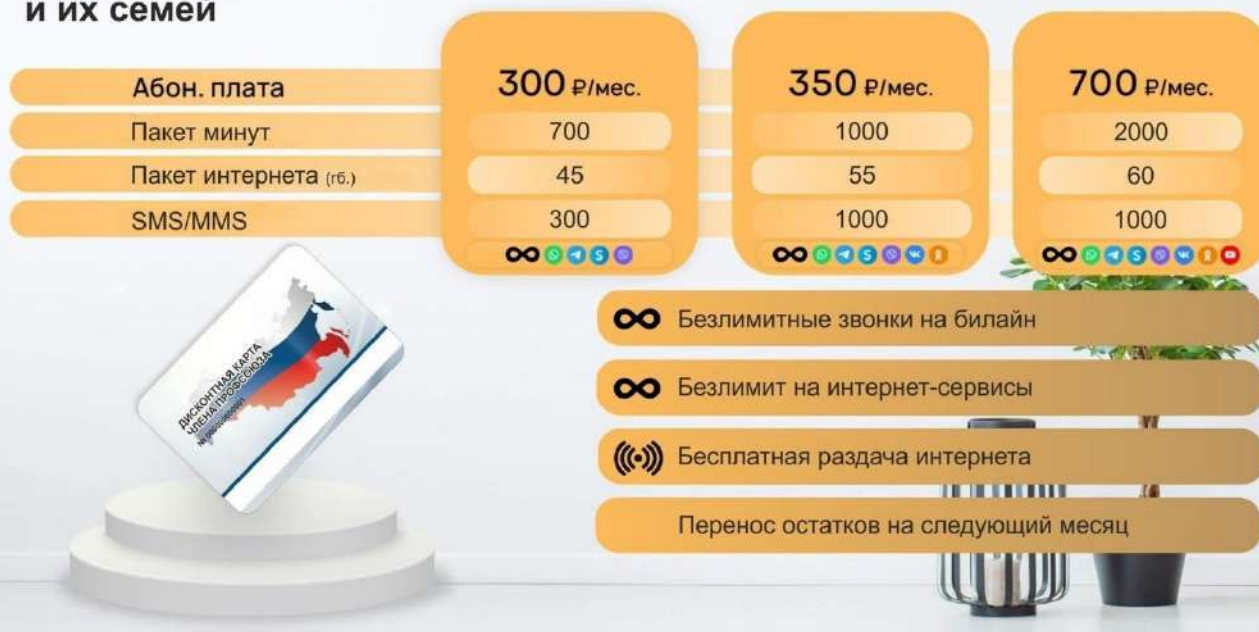 и их семей
Абон. плата 300 ₽/мес. 350 ₽/мес. 700 ₽/мес.
Пакет минут 700 1000 2000
Пакет интернета (гб.) 45 55 60
SMS/MMS 300 1000 1000
Безлимитные звонки на билайн
Безлимит на интернет-сервисы
Бесплатная раздача интернета
Перенос остатков на следующий месяц
ДИСКОНТНАЯ КАРТА
ЧЛЕНА ПРОФСОЮЗА